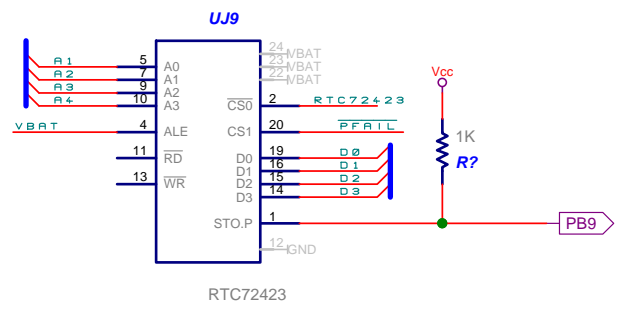 UJ9
A1 5 A0
A2 7 A1
A3 9 A2
A4 10 A3
VBAT 4 ALE
11 RD
13 WR
24 VBAT
23 VBAT
22 VBAT
CS0 2 RTC72423
CS1 20 PFAIL
D0 19 D0
D1 16 D1
D2 15 D2
D3 14 D3
STO.P 1
12 GND
Vcc
1K
R?
PB9
RTC72423